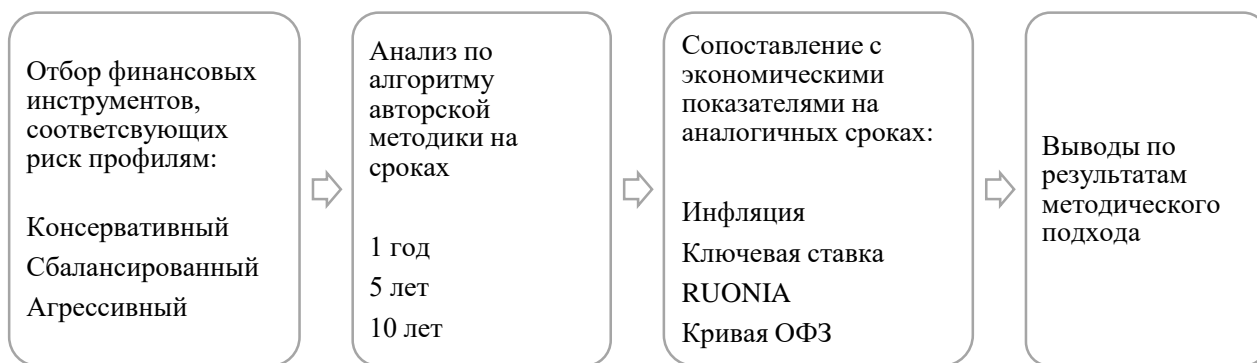 Отбор финансовых
инструментов,
соответсвующих
риск профилям:
Консервативный
Сбалансированный
Агрессивный
Анализ по
алгоритму
авторской
методики на
сроках
1 год
5 лет
10 лет
Сопоставление с
экономическими
показателями на
аналогичных сроках:
Инфляция
Ключевая ставка
RUONIA
Кривая ОФЗ
Выводы по
результатам
методического
подхода